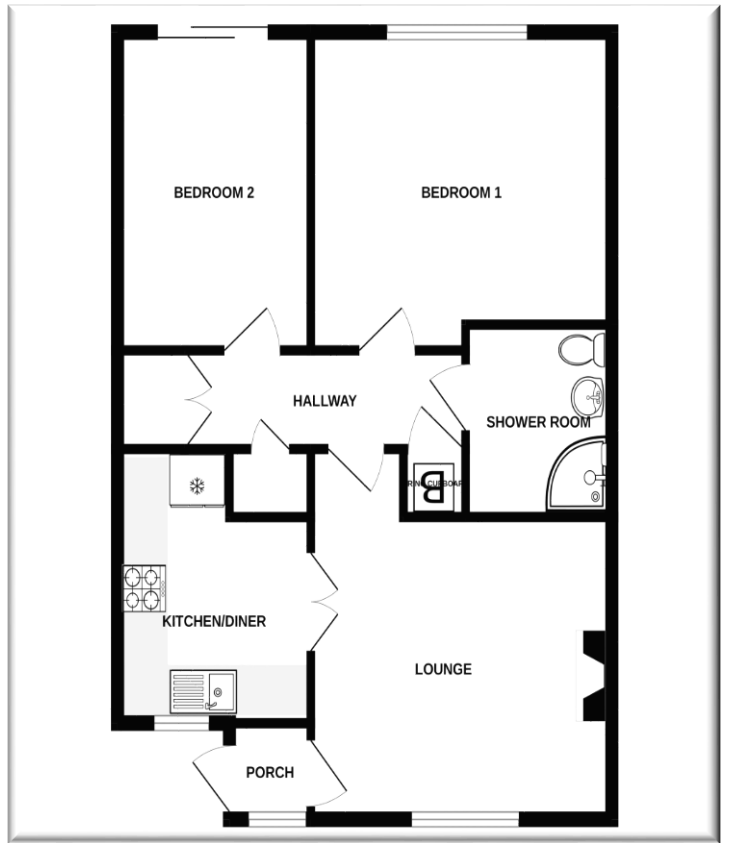 BEDROOM 2
BEDROOM 1
HALLWAY
SHOWER ROOM
B
KITCHEN/DINER
LOUNGE
PORCH